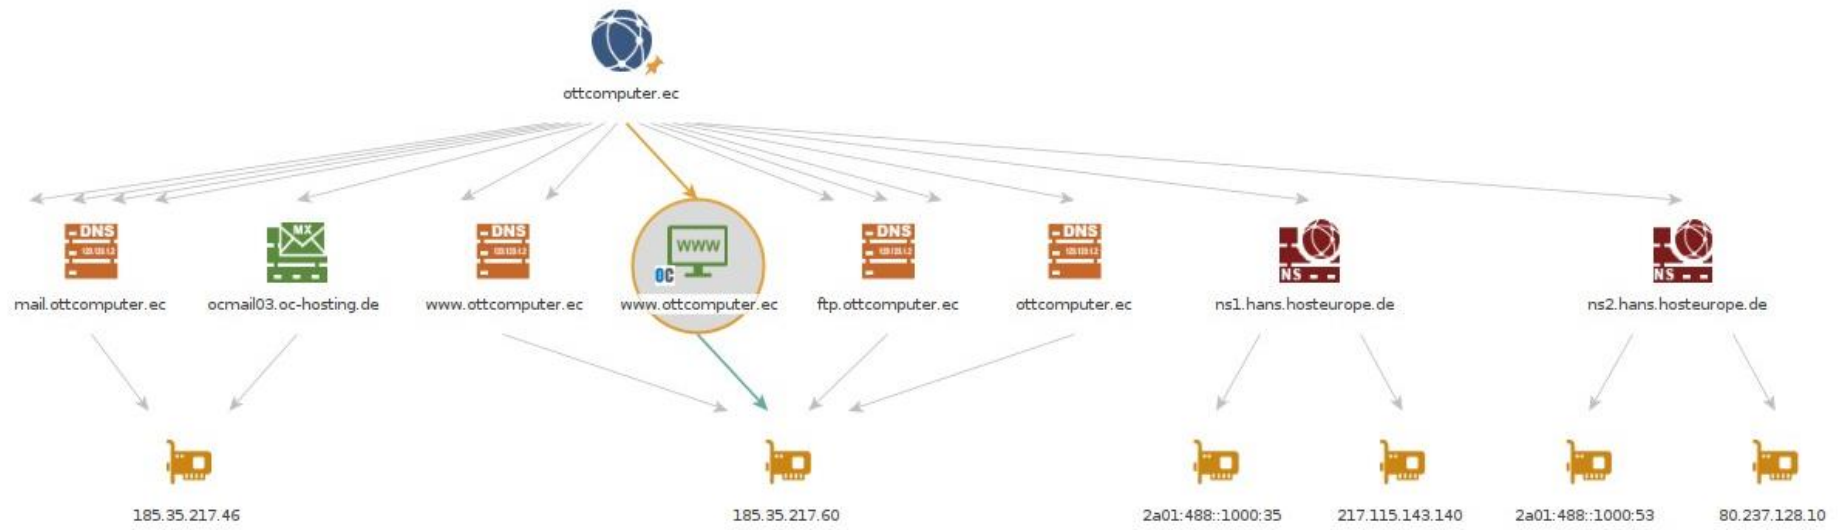 ottcomputer.ec
DNS
MX
DNS
WWW
OC
DNS
DNS
NS
NS
mail.ottcomputer.ec
ocmail03.oc-hosting.de
www.ottcomputer.ec
www.ottcomputer.ec
ftp.ottcomputer.ec
ottcomputer.ec
ns1.hans.hosteurope.de
ns2.hans.hosteurope.de
185.35.217.46
185.35.217.60
2a01:488::1000:35
217.115.143.140
2a01:488::1000:53
80.237.128.10